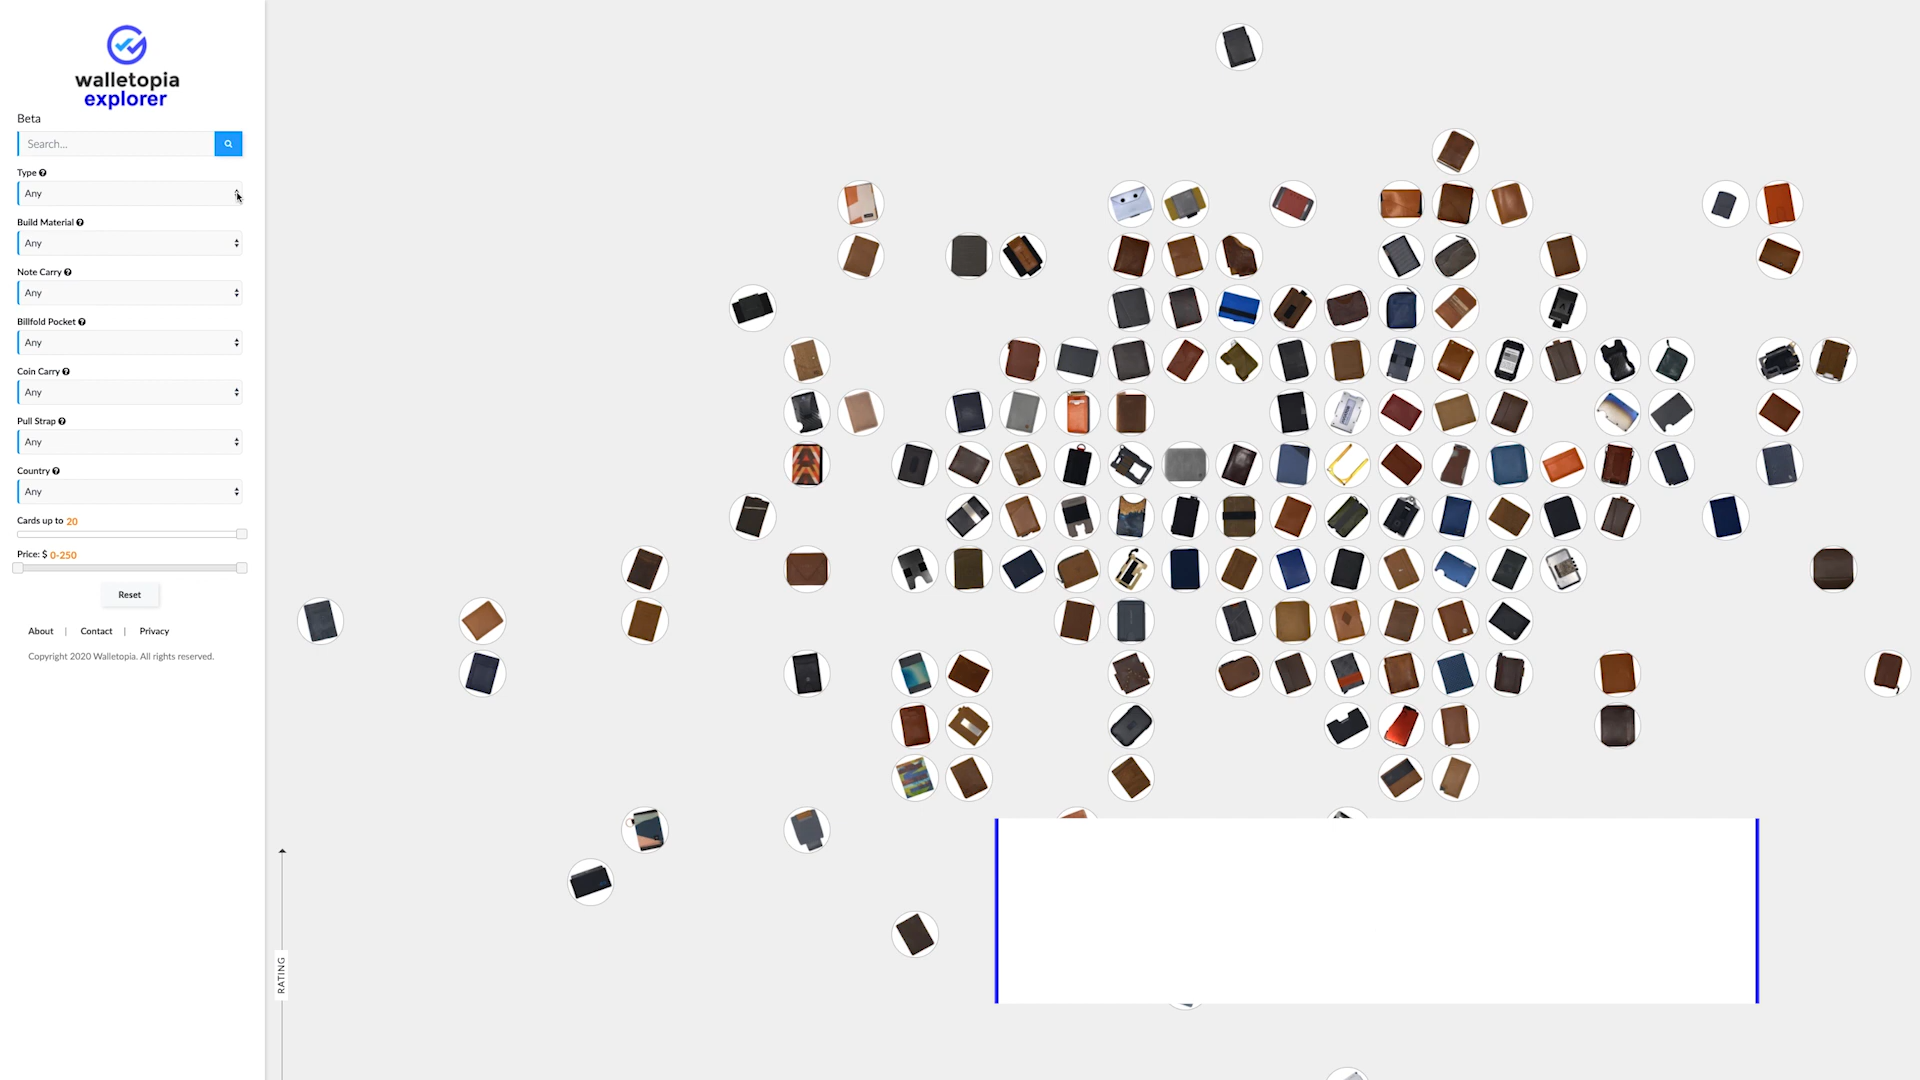 walletopia
explorer
Beta
Search...
Type
Any
Build Material
Any
Note Carry
Any
Billfold Pocket
Any
Coin Carry
Any
Pull Strap
Any
Country
Any
Cards up to 20
Price: $ 0-250
Reset
About | Contact | Privacy
Copyright 2020 Walletopia. All rights reserved.
RATING